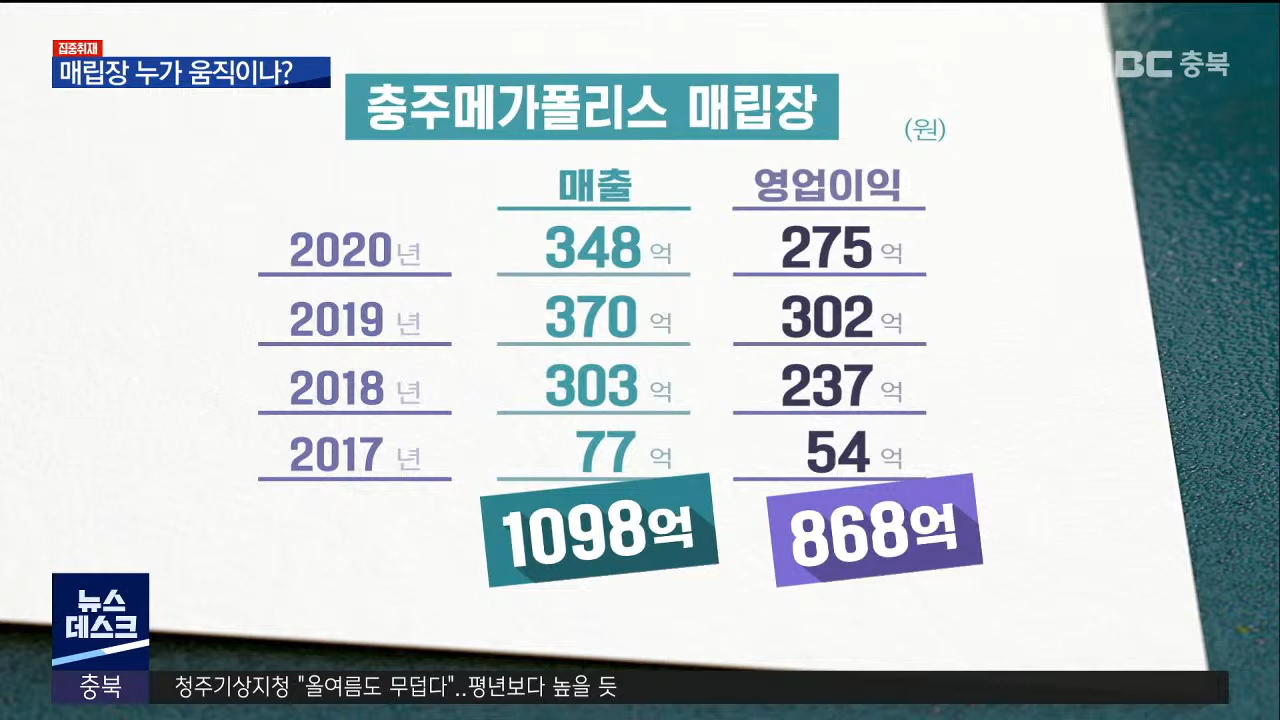 집중취재
매립장 누가 움직이나?
MBC 충북
충주메가폴리스 매립장
(원)
매출 영업이익
2020년 348억 275억
2019년 370억 302억
2018년 303억 237억
2017년 77억 54억
1098억 868억
뉴스
데스크
충북 청주기상지청 "올여름도 무덥다"..평년보다 높을 듯